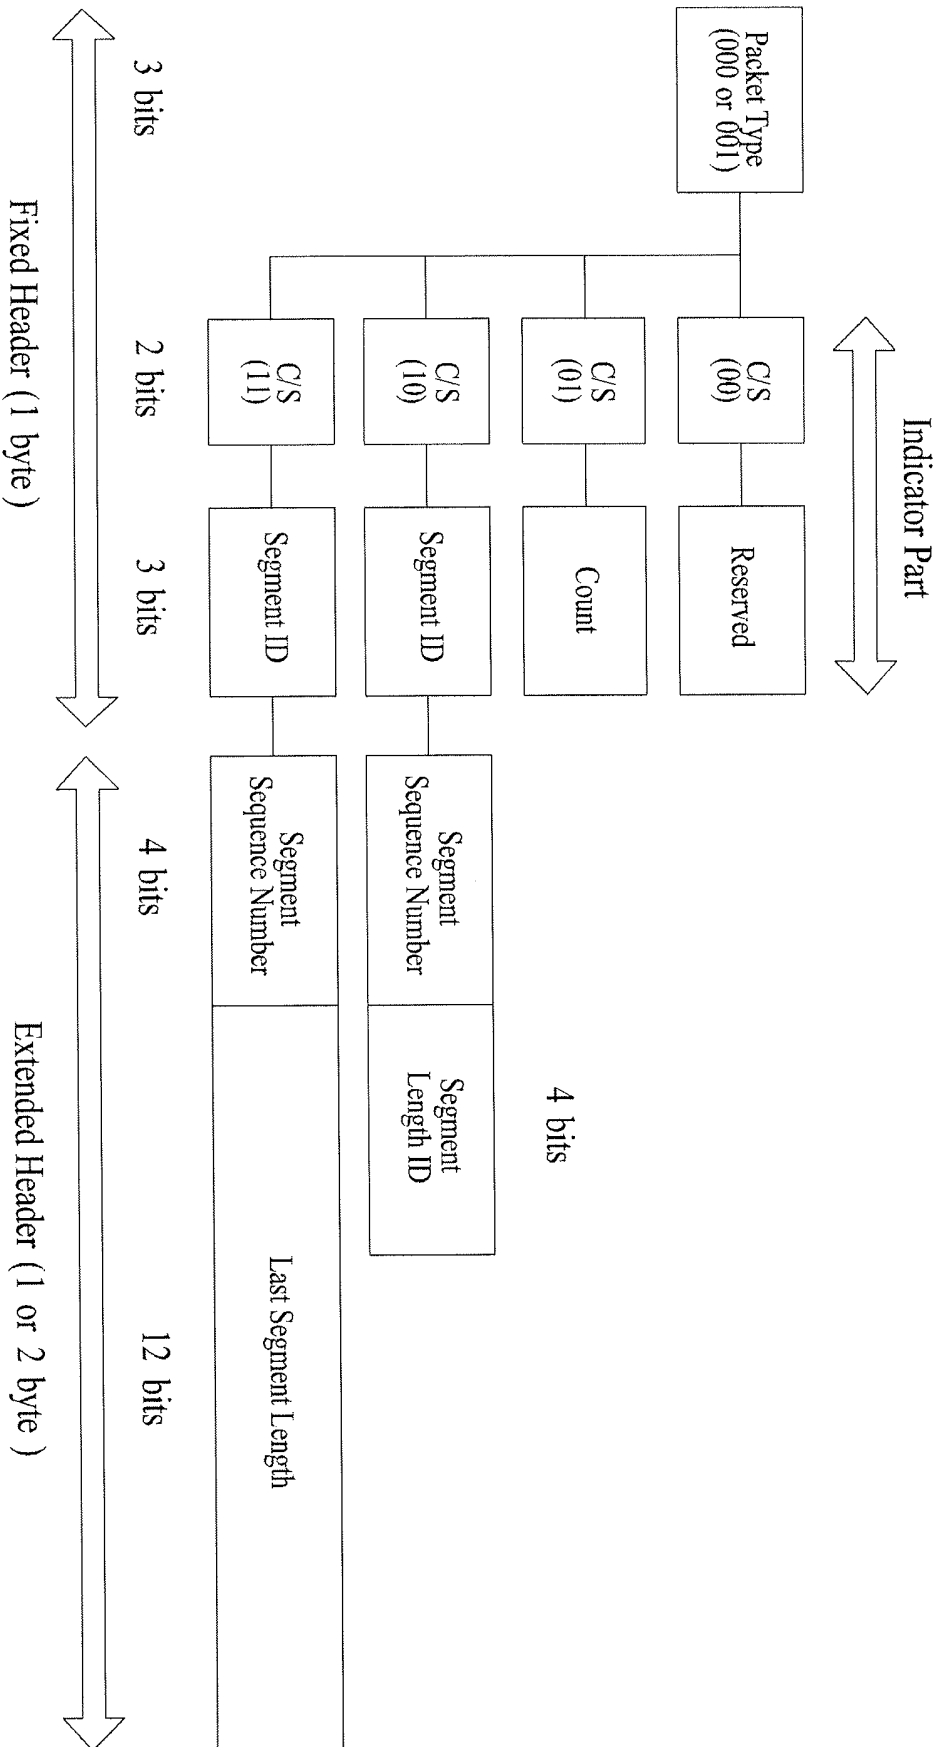 Indicator Part
Packet Type
(000 or 001)
C/S
(00)
Reserved
C/S
(01)
Count
4 bits
C/S
(10)
Segment ID
Segment
Sequence Number
Segment
Length ID
C/S
(11)
Segment ID
Segment
Sequence Number
Last Segment Length
3 bits
2 bits
3 bits
4 bits
12 bits
Fixed Header (1 byte)
Extended Header (1 or 2 byte)